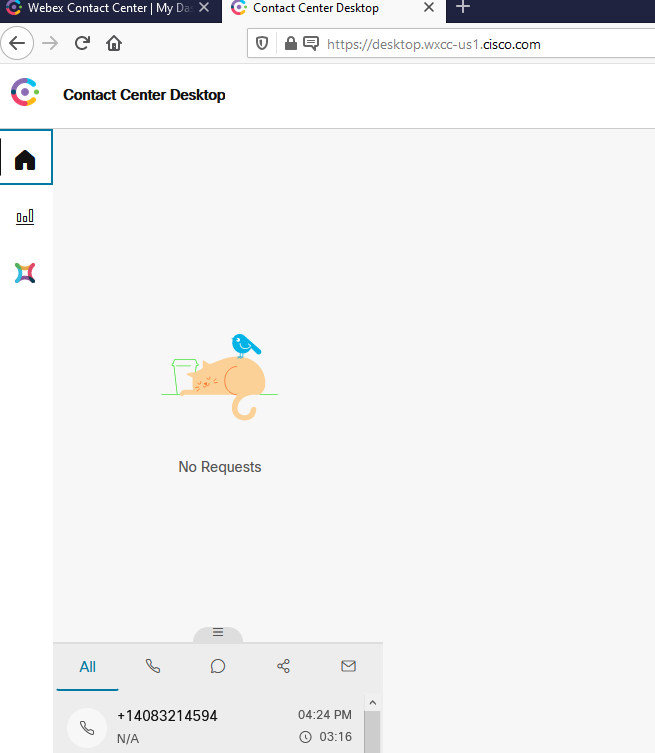 Webex Contact Center | My Da
Contact Center Desktop
https://desktop.wxcc-us1.cisco.com
Contact Center Desktop
No Requests
All
+14083214594 04:24 PM
N/A 03:16